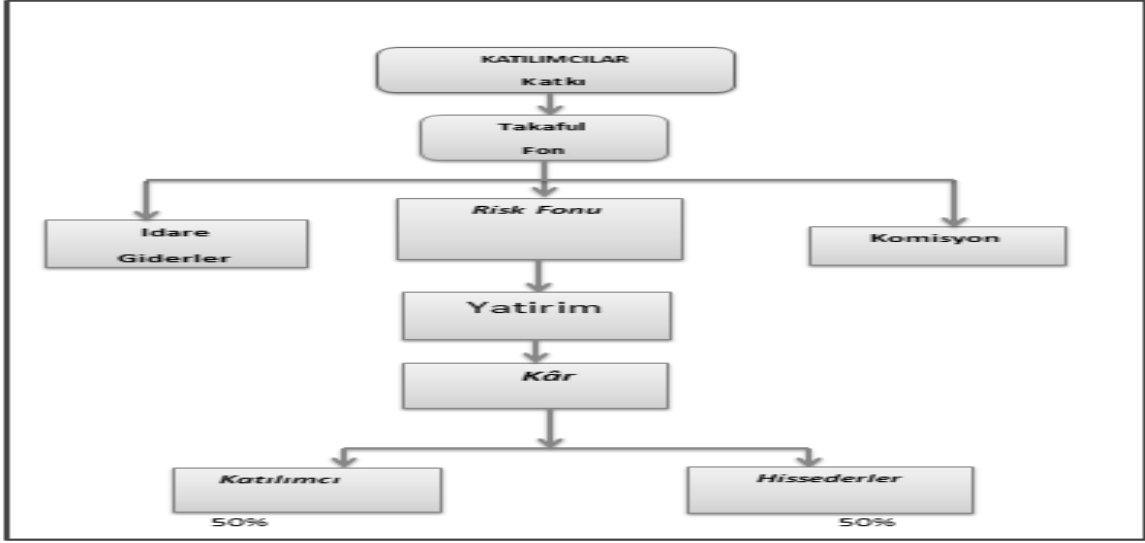 KATILIMCILAR
Katkı
Takaful
Fon
Idare
Giderler
Risk Fonu
Komisyon
Yatirim
Kâr
Katılımcı
Hissederler
50%
50%